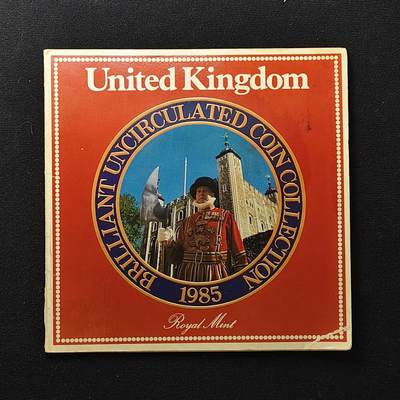 United Kingdom
BRILLIANT UNCIRCULATED COIN COLLECTION
1985
Royal Mint